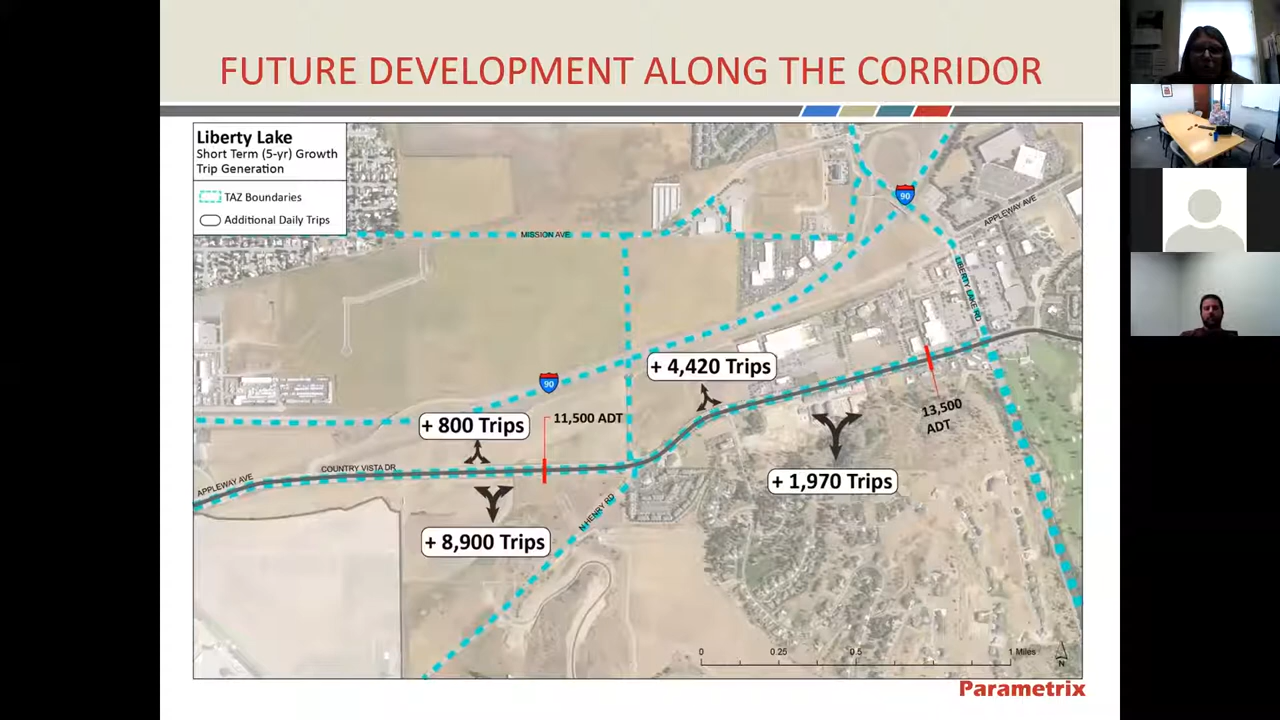 FUTURE DEVELOPMENT ALONG THE CORRIDOR
Liberty Lake
Short Term (5-yr) Growth
Trip Generation
TAZ Boundaries
Additional Daily Trips
90
APPLEWAY AVE
MISSION AVE
LIBERTY LAKE RD
+ 4,420 Trips
90
13,500
ADT
+ 800 Trips
11,500 ADT
COUNTRY VISTA DR
APPLEWAY AVE
+ 1,970 Trips
N HENRY RD
+ 8,900 Trips
0 0.25 0.5 1 Miles
N
Parametrix